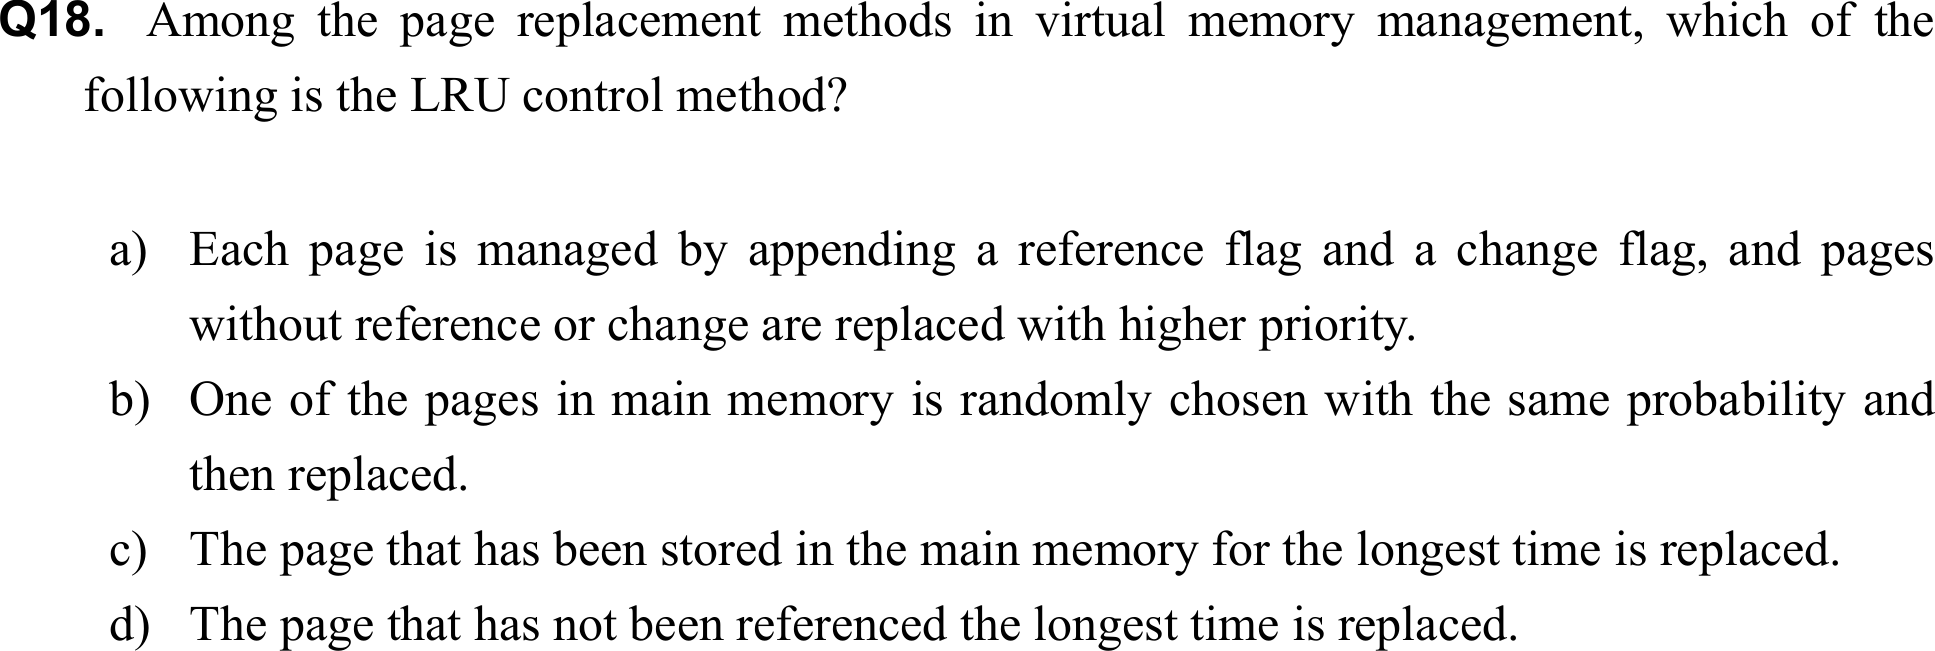 Q18. Among the page replacement methods in virtual memory management, which of the
following is the LRU control method?
a) Each page is managed by appending a reference flag and a change flag, and pages
without reference or change are replaced with higher priority.
b) One of the pages in main memory is randomly chosen with the same probability and
then replaced.
c) The page that has been stored in the main memory for the longest time is replaced.
d) The page that has not been referenced the longest time is replaced.